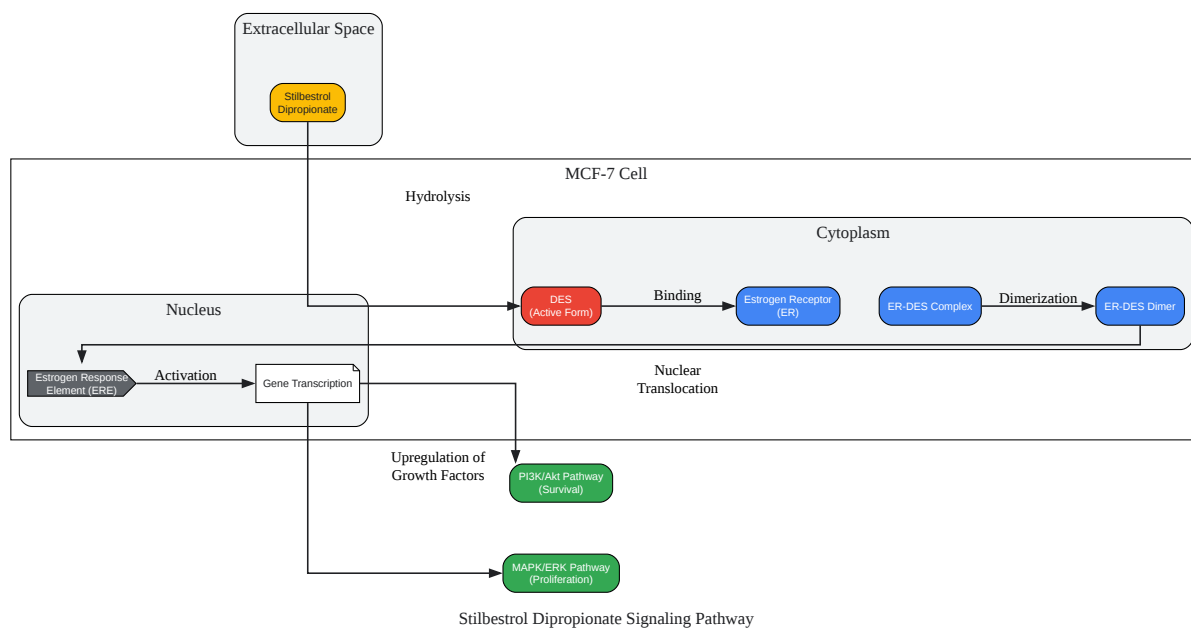 Extracellular Space
Stilbestrol
Dipropionate
MCF-7 Cell
Hydrolysis
Cytoplasm
DES
(Active Form)
Binding
Estrogen Receptor
(ER)
ER-DES Complex
Dimerization
ER-DES Dimer
Nucleus
Estrogen Response
Element (ERE)
Activation
Gene Transcription
Nuclear
Translocation
Upregulation of
Growth Factors
PI3K/Akt Pathway
(Survival)
MAPK/ERK Pathway
(Proliferation)
Stilbestrol Dipropionate Signaling Pathway